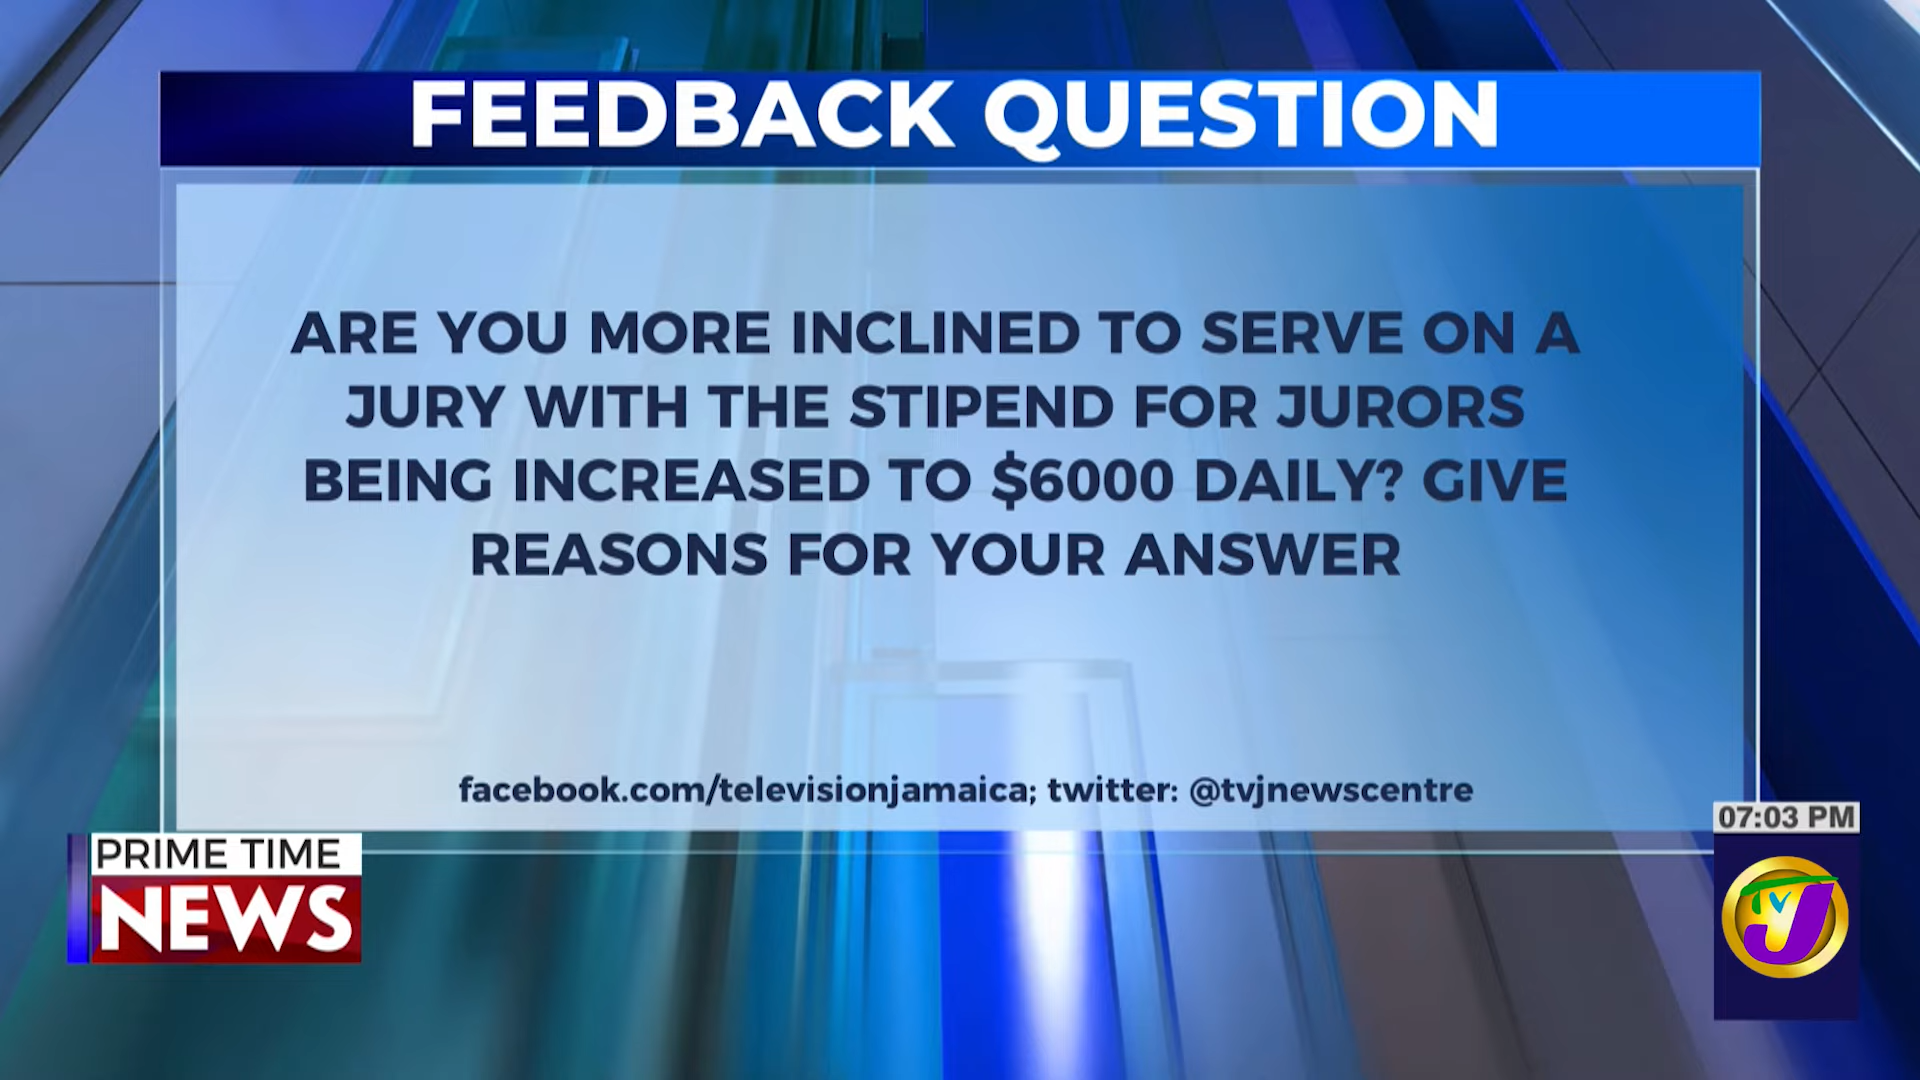 FEEDBACK QUESTION
ARE YOU MORE INCLINED TO SERVE ON A
JURY WITH THE STIPEND FOR JURORS
BEING INCREASED TO $6000 DAILY? GIVE
REASONS FOR YOUR ANSWER
facebook.com/televisionjamaica; twitter: @tvjnewscentre
07:03 PM
PRIME TIME
NEWS
TVJ